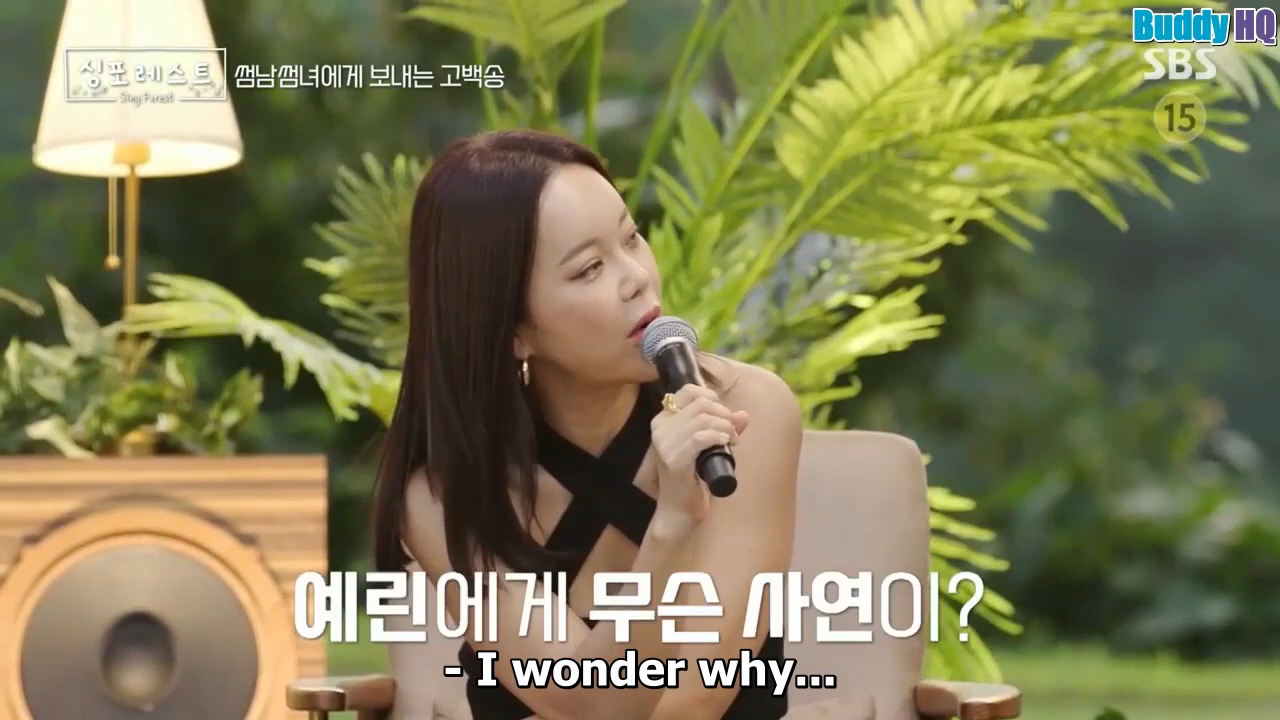 Buddy HQ
싱포레스트
Sing Forest
썸남썸녀에게 보내는 고백송
SBS
15
예린에게 무슨 사연이?
- I wonder why...